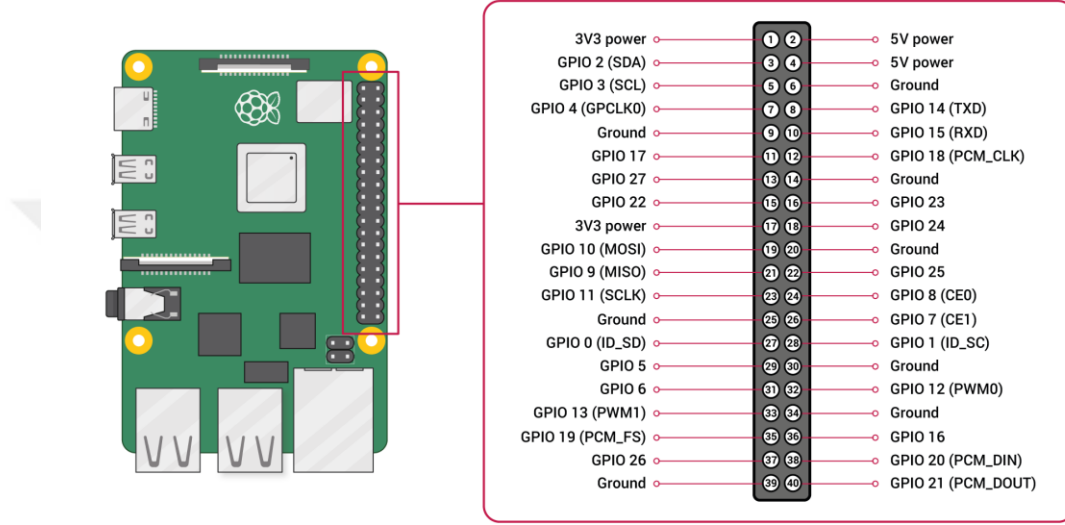 3V3 power 1 2 5V power
GPIO 2 (SDA) 3 4 5V power
GPIO 3 (SCL) 5 6 Ground
GPIO 4 (GPCLK0) 7 8 GPIO 14 (TXD)
Ground 9 10 GPIO 15 (RXD)
GPIO 17 11 12 GPIO 18 (PCM_CLK)
GPIO 27 13 14 Ground
GPIO 22 15 16 GPIO 23
3V3 power 17 18 GPIO 24
GPIO 10 (MOSI) 19 20 Ground
GPIO 9 (MISO) 21 22 GPIO 25
GPIO 11 (SCLK) 23 24 GPIO 8 (CE0)
Ground 25 26 GPIO 7 (CE1)
GPIO 0 (ID_SD) 27 28 GPIO 1 (ID_SC)
GPIO 5 29 30 Ground
GPIO 6 31 32 GPIO 12 (PWM0)
GPIO 13 (PWM1) 33 34 Ground
GPIO 19 (PCM_FS) 35 36 GPIO 16
GPIO 26 37 38 GPIO 20 (PCM_DIN)
Ground 39 40 GPIO 21 (PCM_DOUT)